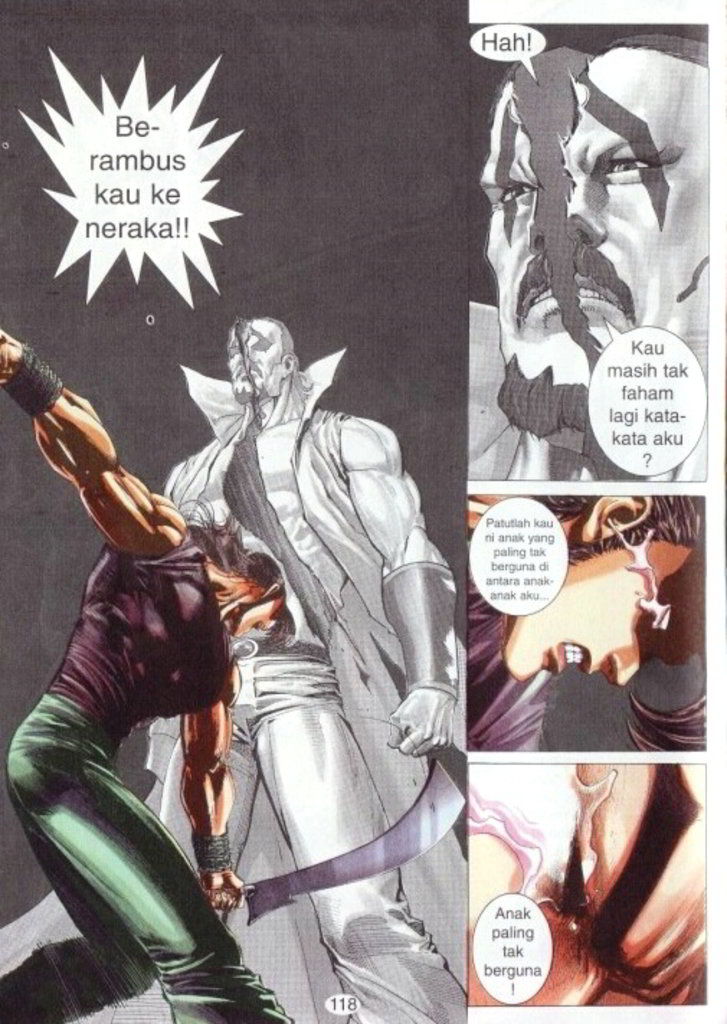 Be-
rambus
kau ke
neraka!!
Hah!
Kau
masih tak
faham
lagi kata-
kata aku
?
Patutlah kau
ni anak yang
paling tak
berguna di
antara anak-
anak aku...
Anak
paling
tak
berguna
!
118